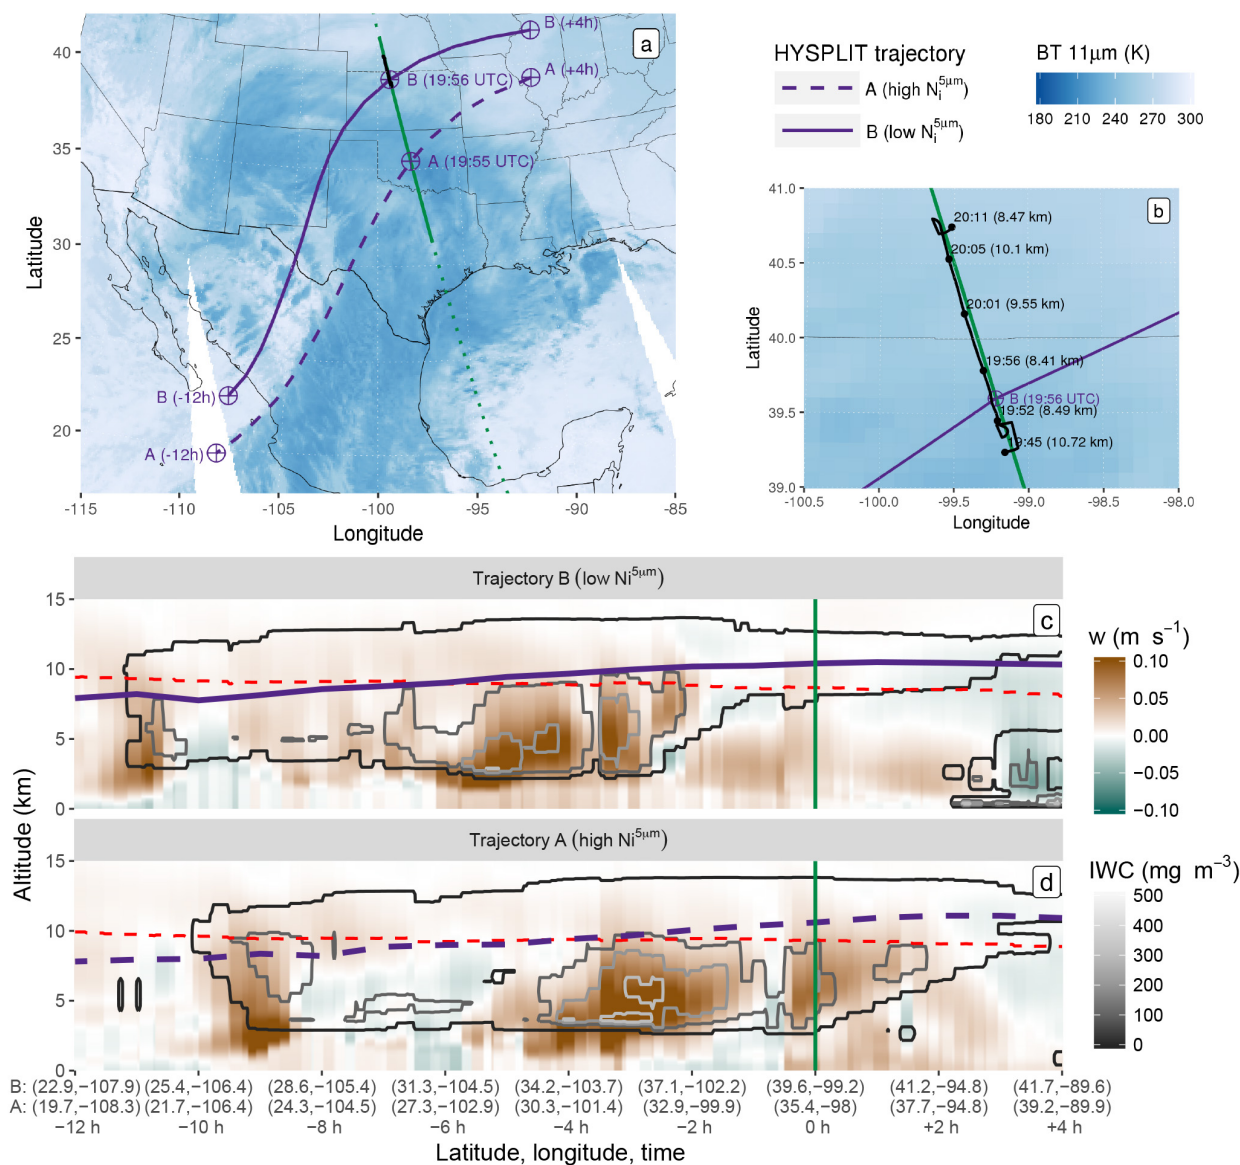 a
40
35
30
25
20
Latitude
-115
-110
-105
-100
-95
-90
-85
Longitude
B (+4h)
A (+4h)
B (19:56 UTC)
A (19:55 UTC)
B (-12h)
A (-12h)
HYSPLIT trajectory
A (high Ni^5μm)
B (low Ni^5μm)
BT 11μm (K)
180 210 240 270 300
b
41.0
40.5
40.0
39.5
39.0
Latitude
-100.5
-100.0
-99.5
-99.0
-98.5
-98.0
Longitude
20:11 (8.47 km)
20:05 (10.1 km)
20:01 (9.55 km)
19:56 (8.41 km)
B (19:56 UTC)
19:52 (8.49 km)
19:45 (10.72 km)
Trajectory B (low Ni^5μm)
c
15
10
5
0
Trajectory A (high Ni^5μm)
d
15
10
5
0
Altitude (km)
w (m s⁻¹)
0.10
0.05
0.00
−0.05
−0.10
IWC (mg m⁻³)
500
400
300
200
100
0
B: (22.9,−107.9) (25.4,−106.4) (28.6,−105.4) (31.3,−104.5) (34.2,−103.7) (37.1,−102.2) (39.6,−99.2) (41.2,−94.8) (41.7,−89.6)
A: (19.7,−108.3) (21.7,−106.4) (24.3,−104.5) (27.3,−102.9) (30.3,−101.4) (32.9,−99.9) (35.4,−98) (37.7,−94.8) (39.2,−89.9)
−12 h −10 h −8 h −6 h −4 h −2 h 0 h +2 h +4 h
Latitude, longitude, time